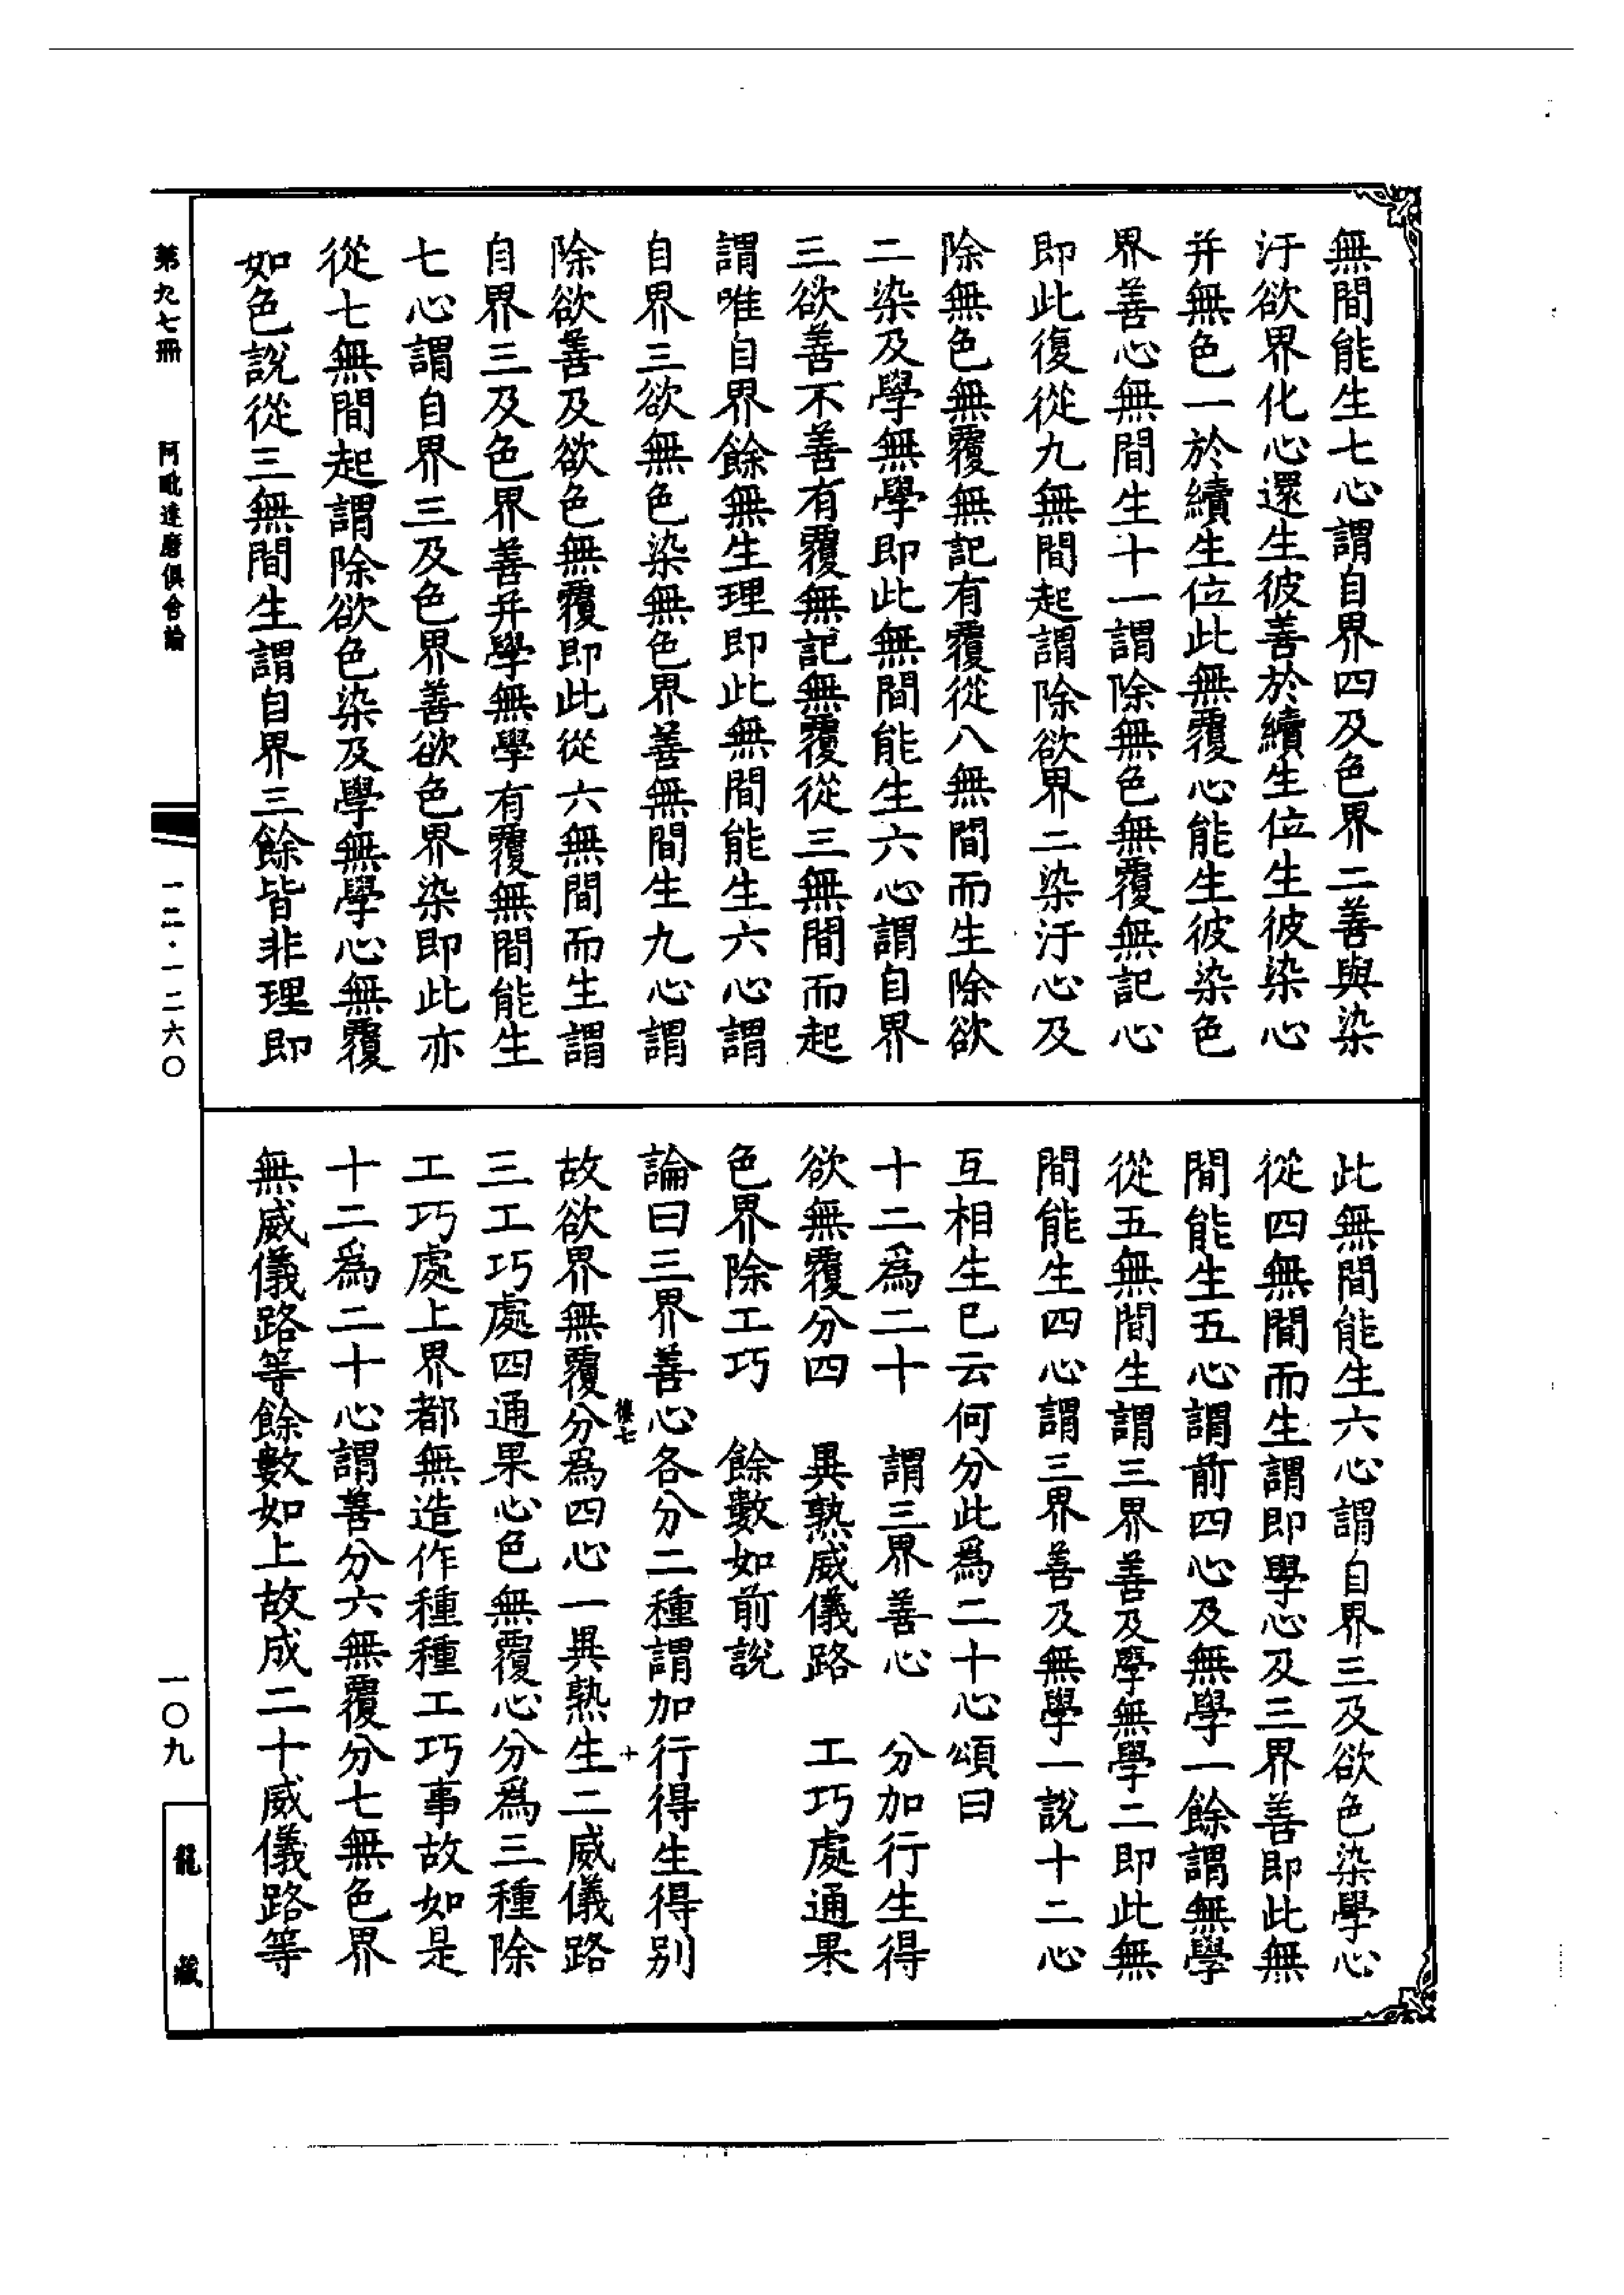 無間能生七心謂自界四及色界二善與染
汙欲界化心還生彼善於續生位生彼染心
并無色一於續生位此無覆心能生彼染色
界善心無間生十一謂除無色無覆無記心
即此復從九無間起謂除欲界二染汙心及
除無色無覆無記有覆從八無間而生除欲
二染及學無學即此無間能生六心謂自界
三欲善不善有覆無記無覆從三無間而起
謂唯自界餘無生理即此無間能生六心謂
自界三欲無色染無色界善無間生九心謂
除欲善及欲色無覆即此從六無間而生謂
自界三及色界善并學無學有覆無間能生
七心謂自界三及色界善欲色界染即此亦
從七無間起謂除欲色染及學無學心無覆
如色說從三無間生謂自界三餘皆非理即
此無間能生六心謂自界三及欲色染學心
從四無間而生謂即學心及三界善即此無
間能生五心謂前四心及無學一餘謂無學
從五無間生謂三界善及學無學二即此無
間能生四心謂三界善及無學一說十二心
互相生已云何分此爲二十心頌曰
十二爲二十　謂三界善心　分加行生得
欲無覆分四　異熟威儀路　工巧處通果
色界除工巧　餘數如前說
論曰三界善心各分二種謂加行得生得別
故欲界無覆分爲四心一異熟生二威儀路
三工巧處四通果心色無覆心分爲三種除
工巧處上界都無造作種種工巧事故如是
十二爲二十心謂善分六無覆分七無色界
無威儀路等餘數如上故成二十威儀路等
第九七冊　阿毗達磨俱舍論
一二·一二六〇
一〇九
龍藏